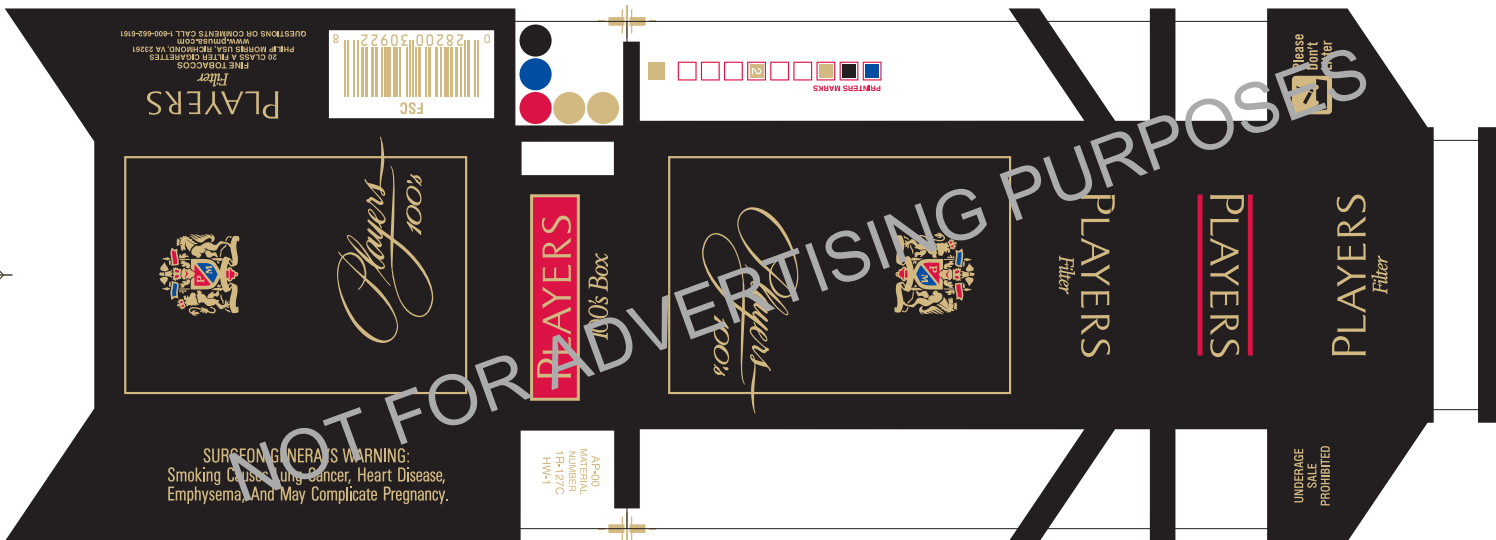 QUESTIONS OR COMMENTS CALL 1-800-662-6161
www.pmusa.com
PHILIP MORRIS USA, RICHMOND, VA 23261
20 CLASS A FILTER CIGARETTES
FINE TOBACCOS
Filter
PLAYERS
0 28200 30922 8
FSC
PRINTERS MARKS
2
Please
Don't
Litter
Players
100's
P M
PLAYERS
100's Box
Players
100's
P M
PLAYERS
Filter
PLAYERS
PLAYERS
Filter
SURGEON GENERAL'S WARNING:
Smoking Causes Lung Cancer, Heart Disease,
Emphysema, And May Complicate Pregnancy.
AP-00
MATERIAL
NUMBER
1R-127C
HW-1
UNDERAGE
SALE
PROHIBITED
NOT FOR ADVERTISING PURPOSES